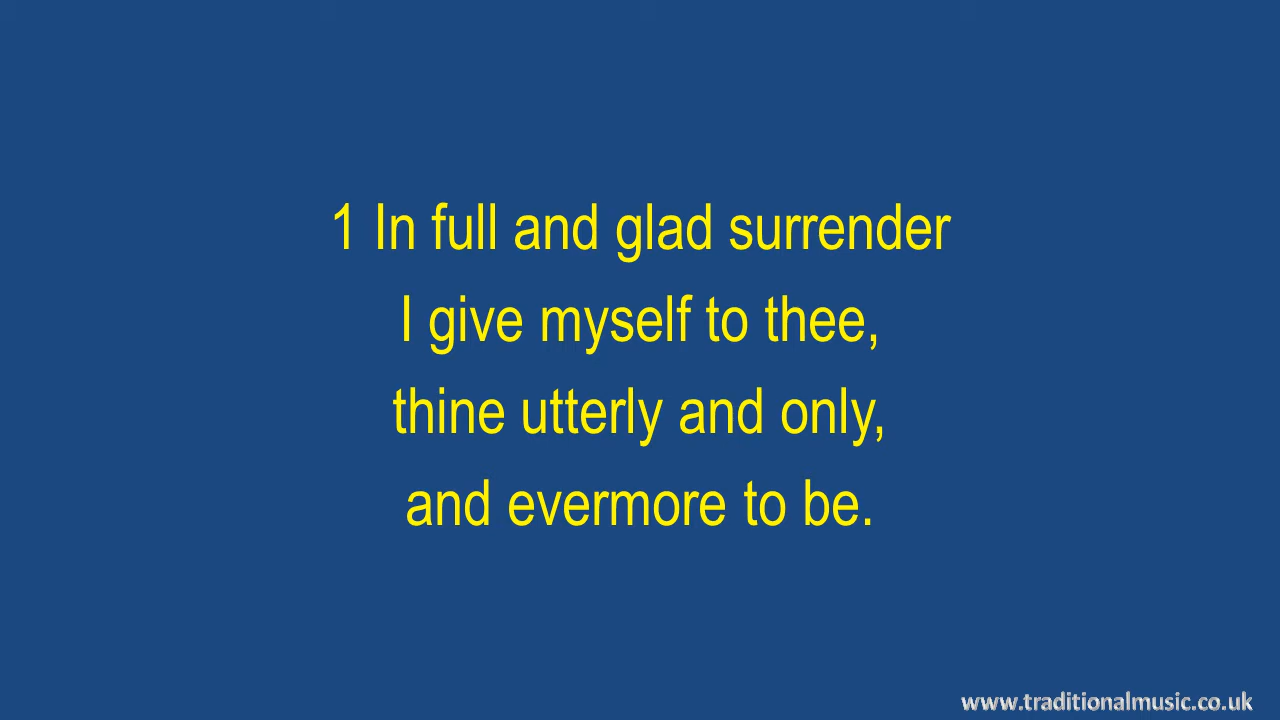 1 In full and glad surrender
I give myself to thee,
thine utterly and only,
and evermore to be.
www.traditionalmusic.co.uk